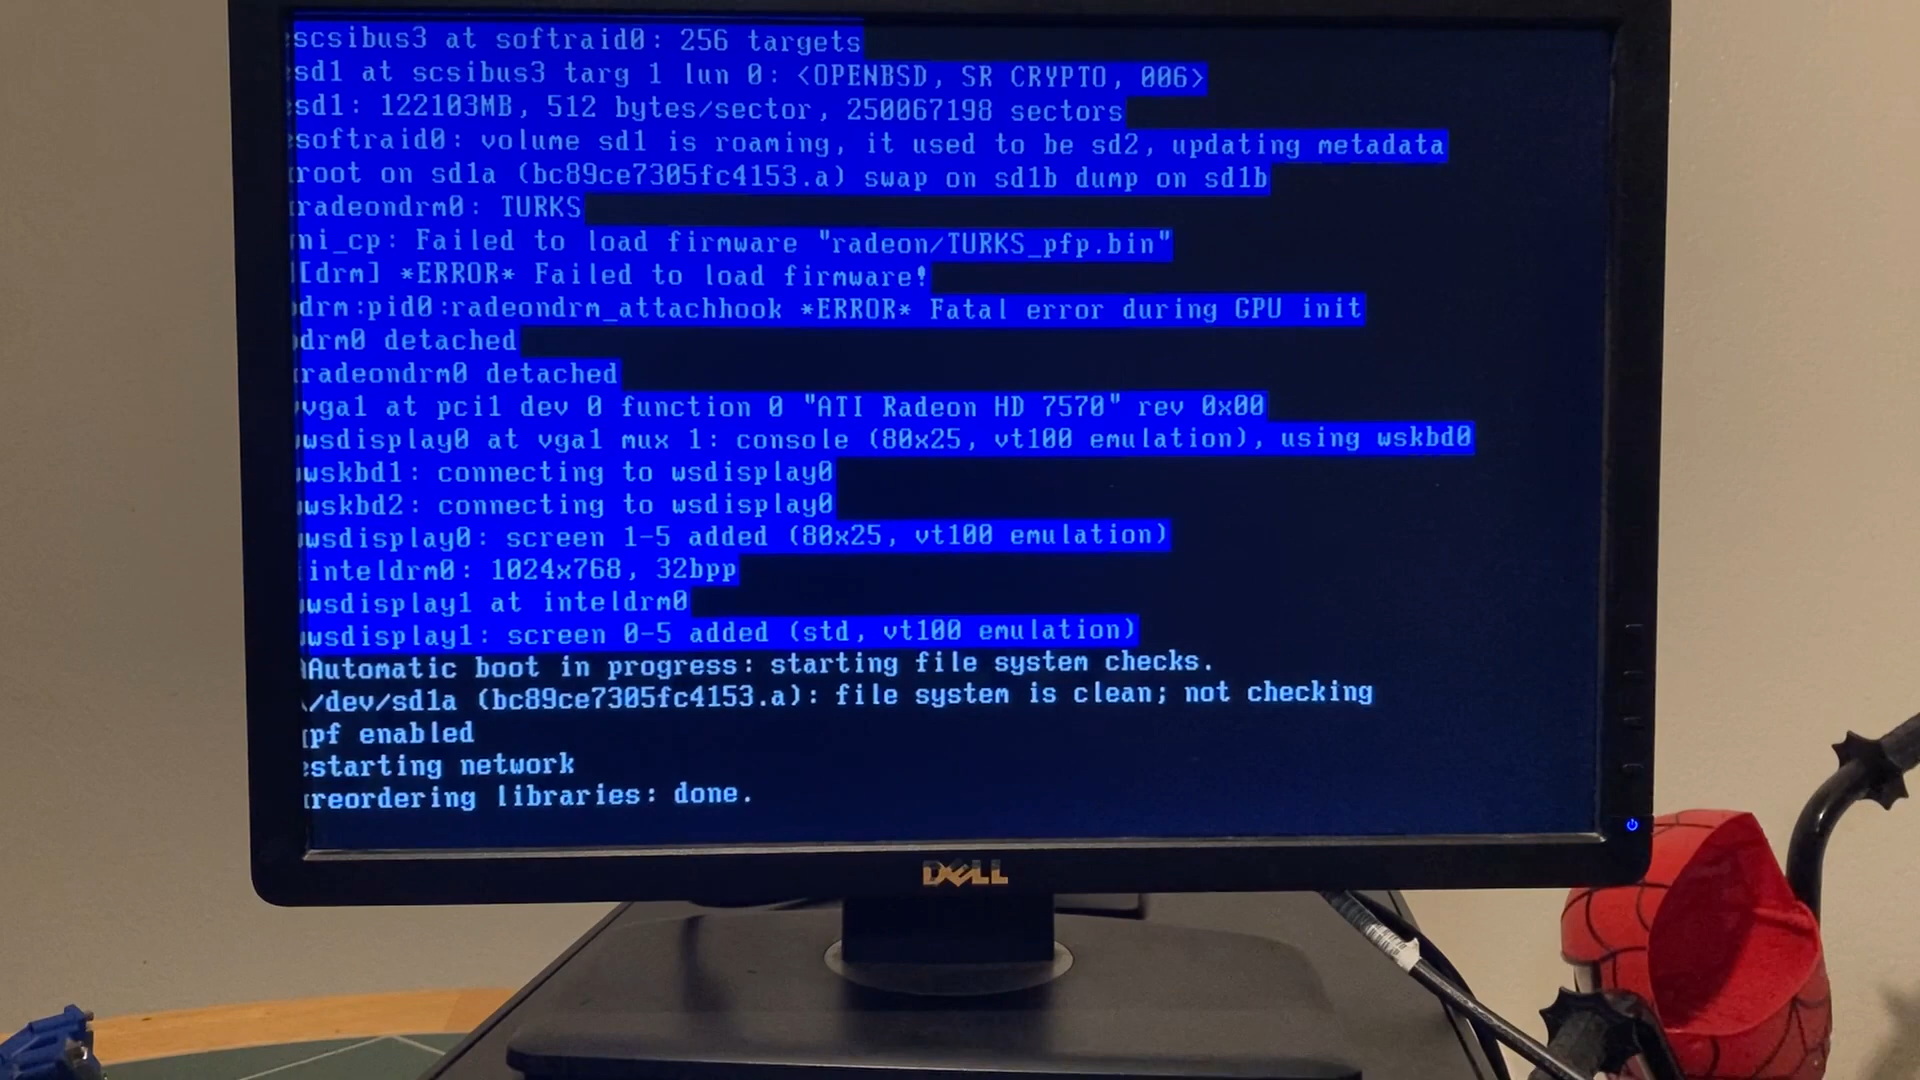 scsibus3 at softraid0: 256 targets
sd1 at scsibus3 targ 1 lun 0: <OPENBSD, SR CRYPTO, 006>
sd1: 122103MB, 512 bytes/sector, 250067198 sectors
softraid0: volume sd1 is roaming, it used to be sd2, updating metadata
root on sd1a (bc89ce7305fc4153.a) swap on sd1b dump on sd1b
radeondrm0: TURKS
ni_cp: Failed to load firmware "radeon/TURKS_pfp.bin"
[drm] *ERROR* Failed to load firmware!
drm:pid0:radeondrm_attachhook *ERROR* Fatal error during GPU init
drm0 detached
radeondrm0 detached
vga1 at pci1 dev 0 function 0 "ATI Radeon HD 7570" rev 0x00
wsdisplay0 at vga1 mux 1: console (80x25, vt100 emulation), using wskbd0
wskbd1: connecting to wsdisplay0
wskbd2: connecting to wsdisplay0
wsdisplay0: screen 1-5 added (80x25, vt100 emulation)
inteldrm0: 1024x768, 32bpp
wsdisplay1 at inteldrm0
wsdisplay1: screen 0-5 added (std, vt100 emulation)
Automatic boot in progress: starting file system checks.
/dev/sd1a (bc89ce7305fc4153.a): file system is clean; not checking
pf enabled
starting network
reordering libraries: done.
DELL